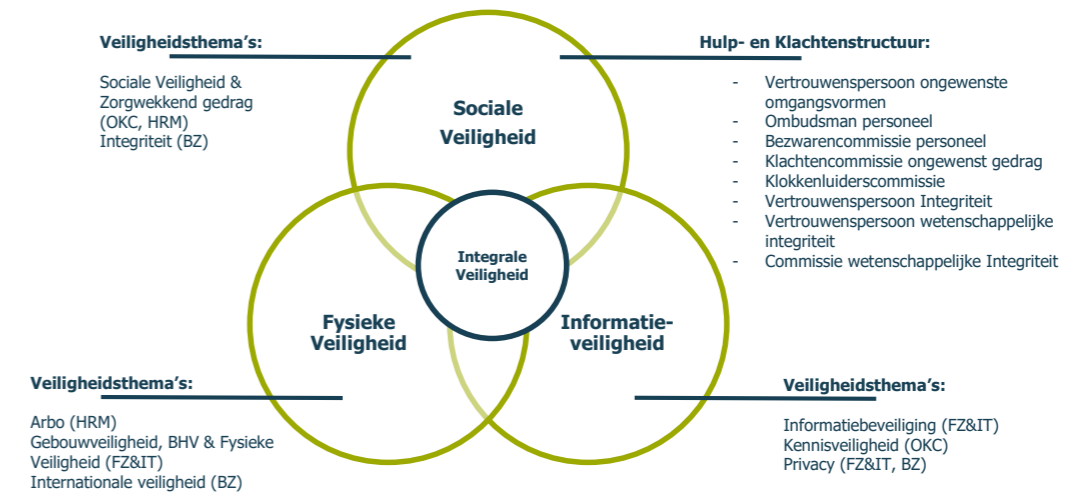 Veiligheidsthema's:
Sociale Veiligheid &
Zorgwekkend gedrag
(OKC, HRM)
Integriteit (BZ)
Sociale
Veiligheid
Hulp- en Klachtenstructuur:
- Vertrouwenspersoon ongewenste
omgangsvormen
- Ombudsman personeel
- Bezwarencommissie personeel
- Klachtencommissie ongewenst gedrag
- Klokkenluiderscommissie
- Vertrouwenspersoon Integriteit
- Vertrouwenspersoon wetenschappelijke
integriteit
- Commissie wetenschappelijke Integriteit
Integrale
Veiligheid
Fysieke
Veiligheid
Informatie-
veiligheid
Veiligheidsthema's:
Arbo (HRM)
Gebouwveiligheid, BHV & Fysieke
Veiligheid (FZ&IT)
Internationale veiligheid (BZ)
Veiligheidsthema's:
Informatiebeveiliging (FZ&IT)
Kennisveiligheid (OKC)
Privacy (FZ&IT, BZ)